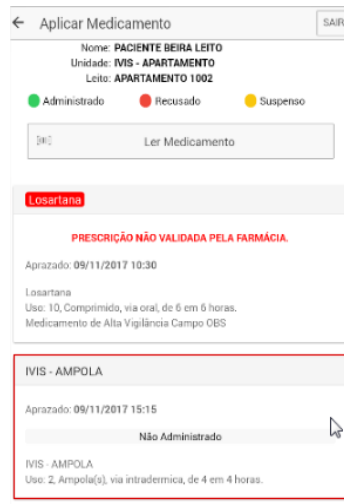 Aplicar Medicamento
SAIR
Nome: PACIENTE BEIRA LEITO
Unidade: IVIS - APARTAMENTO
Leito: APARTAMENTO 1002
Administrado Recusado Suspenso
Ler Medicamento
Losartana
PRESCRIÇÃO NÃO VALIDADA PELA FARMÁCIA.
Aprazado: 09/11/2017 10:30
Losartana
Uso: 10, Comprimido, via oral, de 6 em 6 horas.
Medicamento de Alta Vigilância Campo OBS
IVIS - AMPOLA
Aprazado: 09/11/2017 15:15
Não Administrado
IVIS - AMPOLA
Uso: 2, Ampola(s), via intradermica, de 4 em 4 horas.